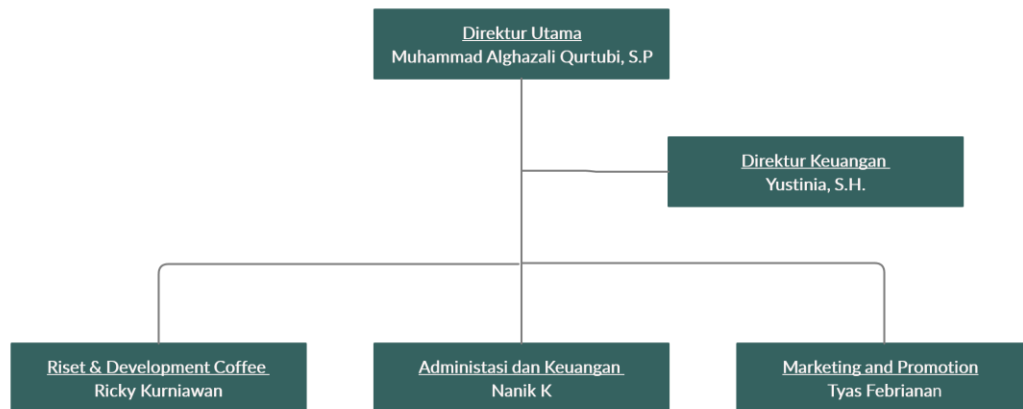 Direktur Utama
Muhammad Alghazali Qurtubi, S.P
Direktur Keuangan
Yustinia, S.H.
Riset & Development Coffee
Ricky Kurniawan
Administasi dan Keuangan
Nanik K
Marketing and Promotion
Tyas Febrianan